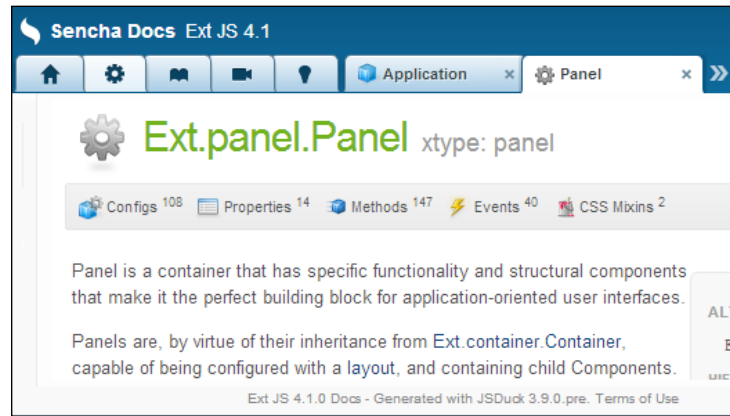 Sencha Docs Ext JS 4.1
Application × Panel × »
Ext.panel.Panel xtype: panel
Configs 108 Properties 14 Methods 147 Events 40 CSS Mixins 2
Panel is a container that has specific functionality and structural components
that make it the perfect building block for application-oriented user interfaces.
AL
Panels are, by virtue of their inheritance from Ext.container.Container,
capable of being configured with a layout, and containing child Components.
Ext JS 4.1.0 Docs - Generated with JSDuck 3.9.0.pre. Terms of Use